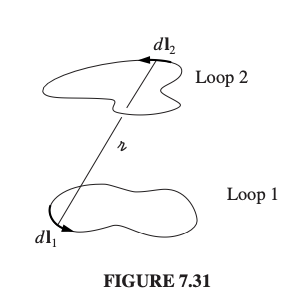 dl₂
Loop 2
𝓇
Loop 1
dl₁
FIGURE 7.31